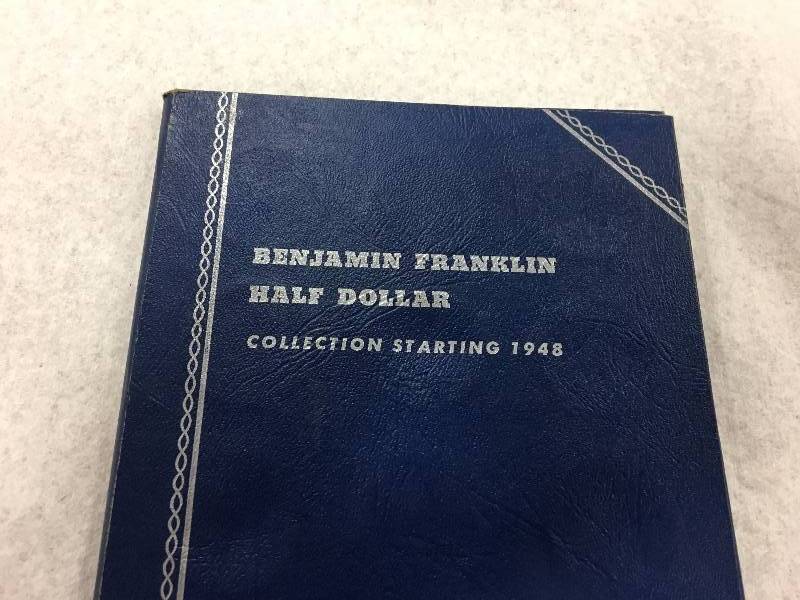 BENJAMIN FRANKLIN
HALF DOLLAR
COLLECTION STARTING 1948